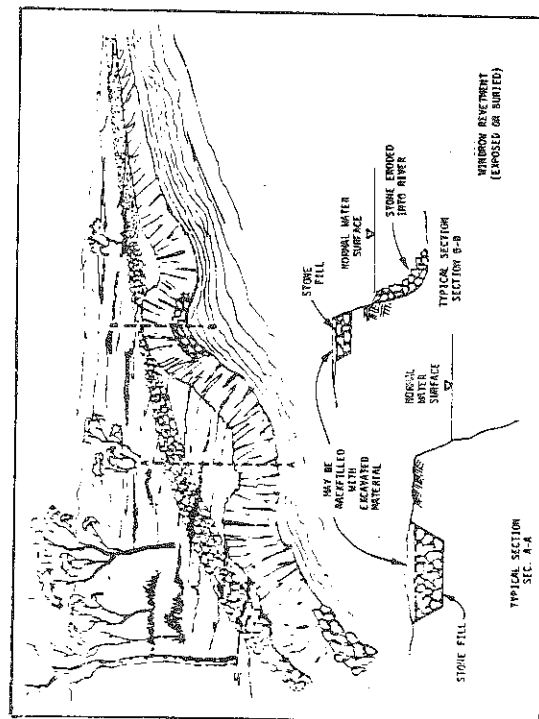 A
MAY BE
BACKFILLED
WITH
EXCAVATED
MATERIAL
STONE
FILL
NORMAL WATER
SURFACE
STONE ERODED
INTO RIVER
TYPICAL SECTION
SECTION B-B
NORMAL
WATER
SURFACE
STONE FILL
TYPICAL SECTION
SEC. A-A
WINDROW REVETMENT
(EXPOSED OR BURIED)